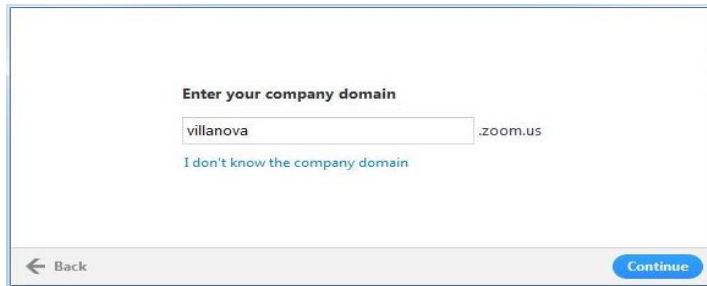 Enter your company domain
villanova .zoom.us
I don't know the company domain
← Back Continue